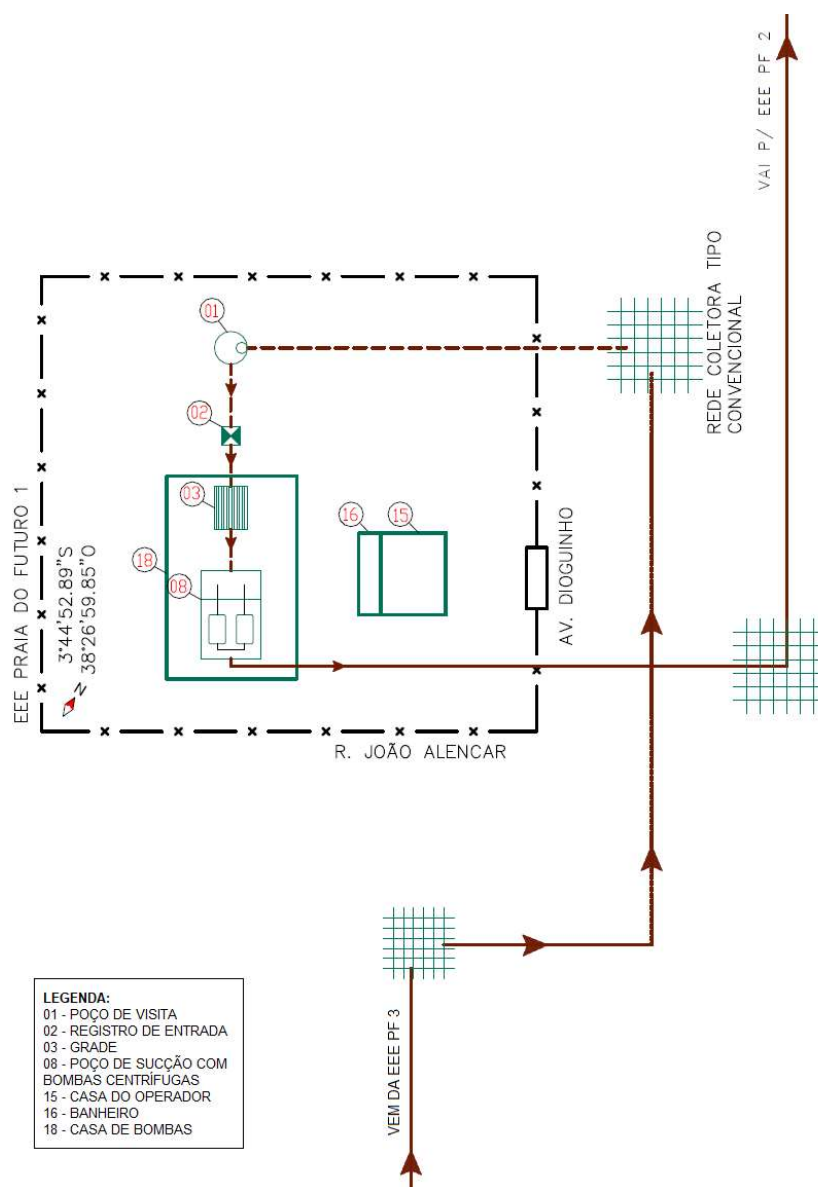 VAI P/ EEE PF 2
REDE COLETORA TIPO
CONVENCIONAL
01
02
03
18
08
16
15
EEE PRAIA DO FUTURO 1
3°44'52.89"S
38°26'59.85"O
N
AV. DIOGUINHO
R. JOÃO ALENCAR
VEM DA EEE PF 3
LEGENDA:
01 - POÇO DE VISITA
02 - REGISTRO DE ENTRADA
03 - GRADE
08 - POÇO DE SUCÇÃO COM
BOMBAS CENTRÍFUGAS
15 - CASA DO OPERADOR
16 - BANHEIRO
18 - CASA DE BOMBAS